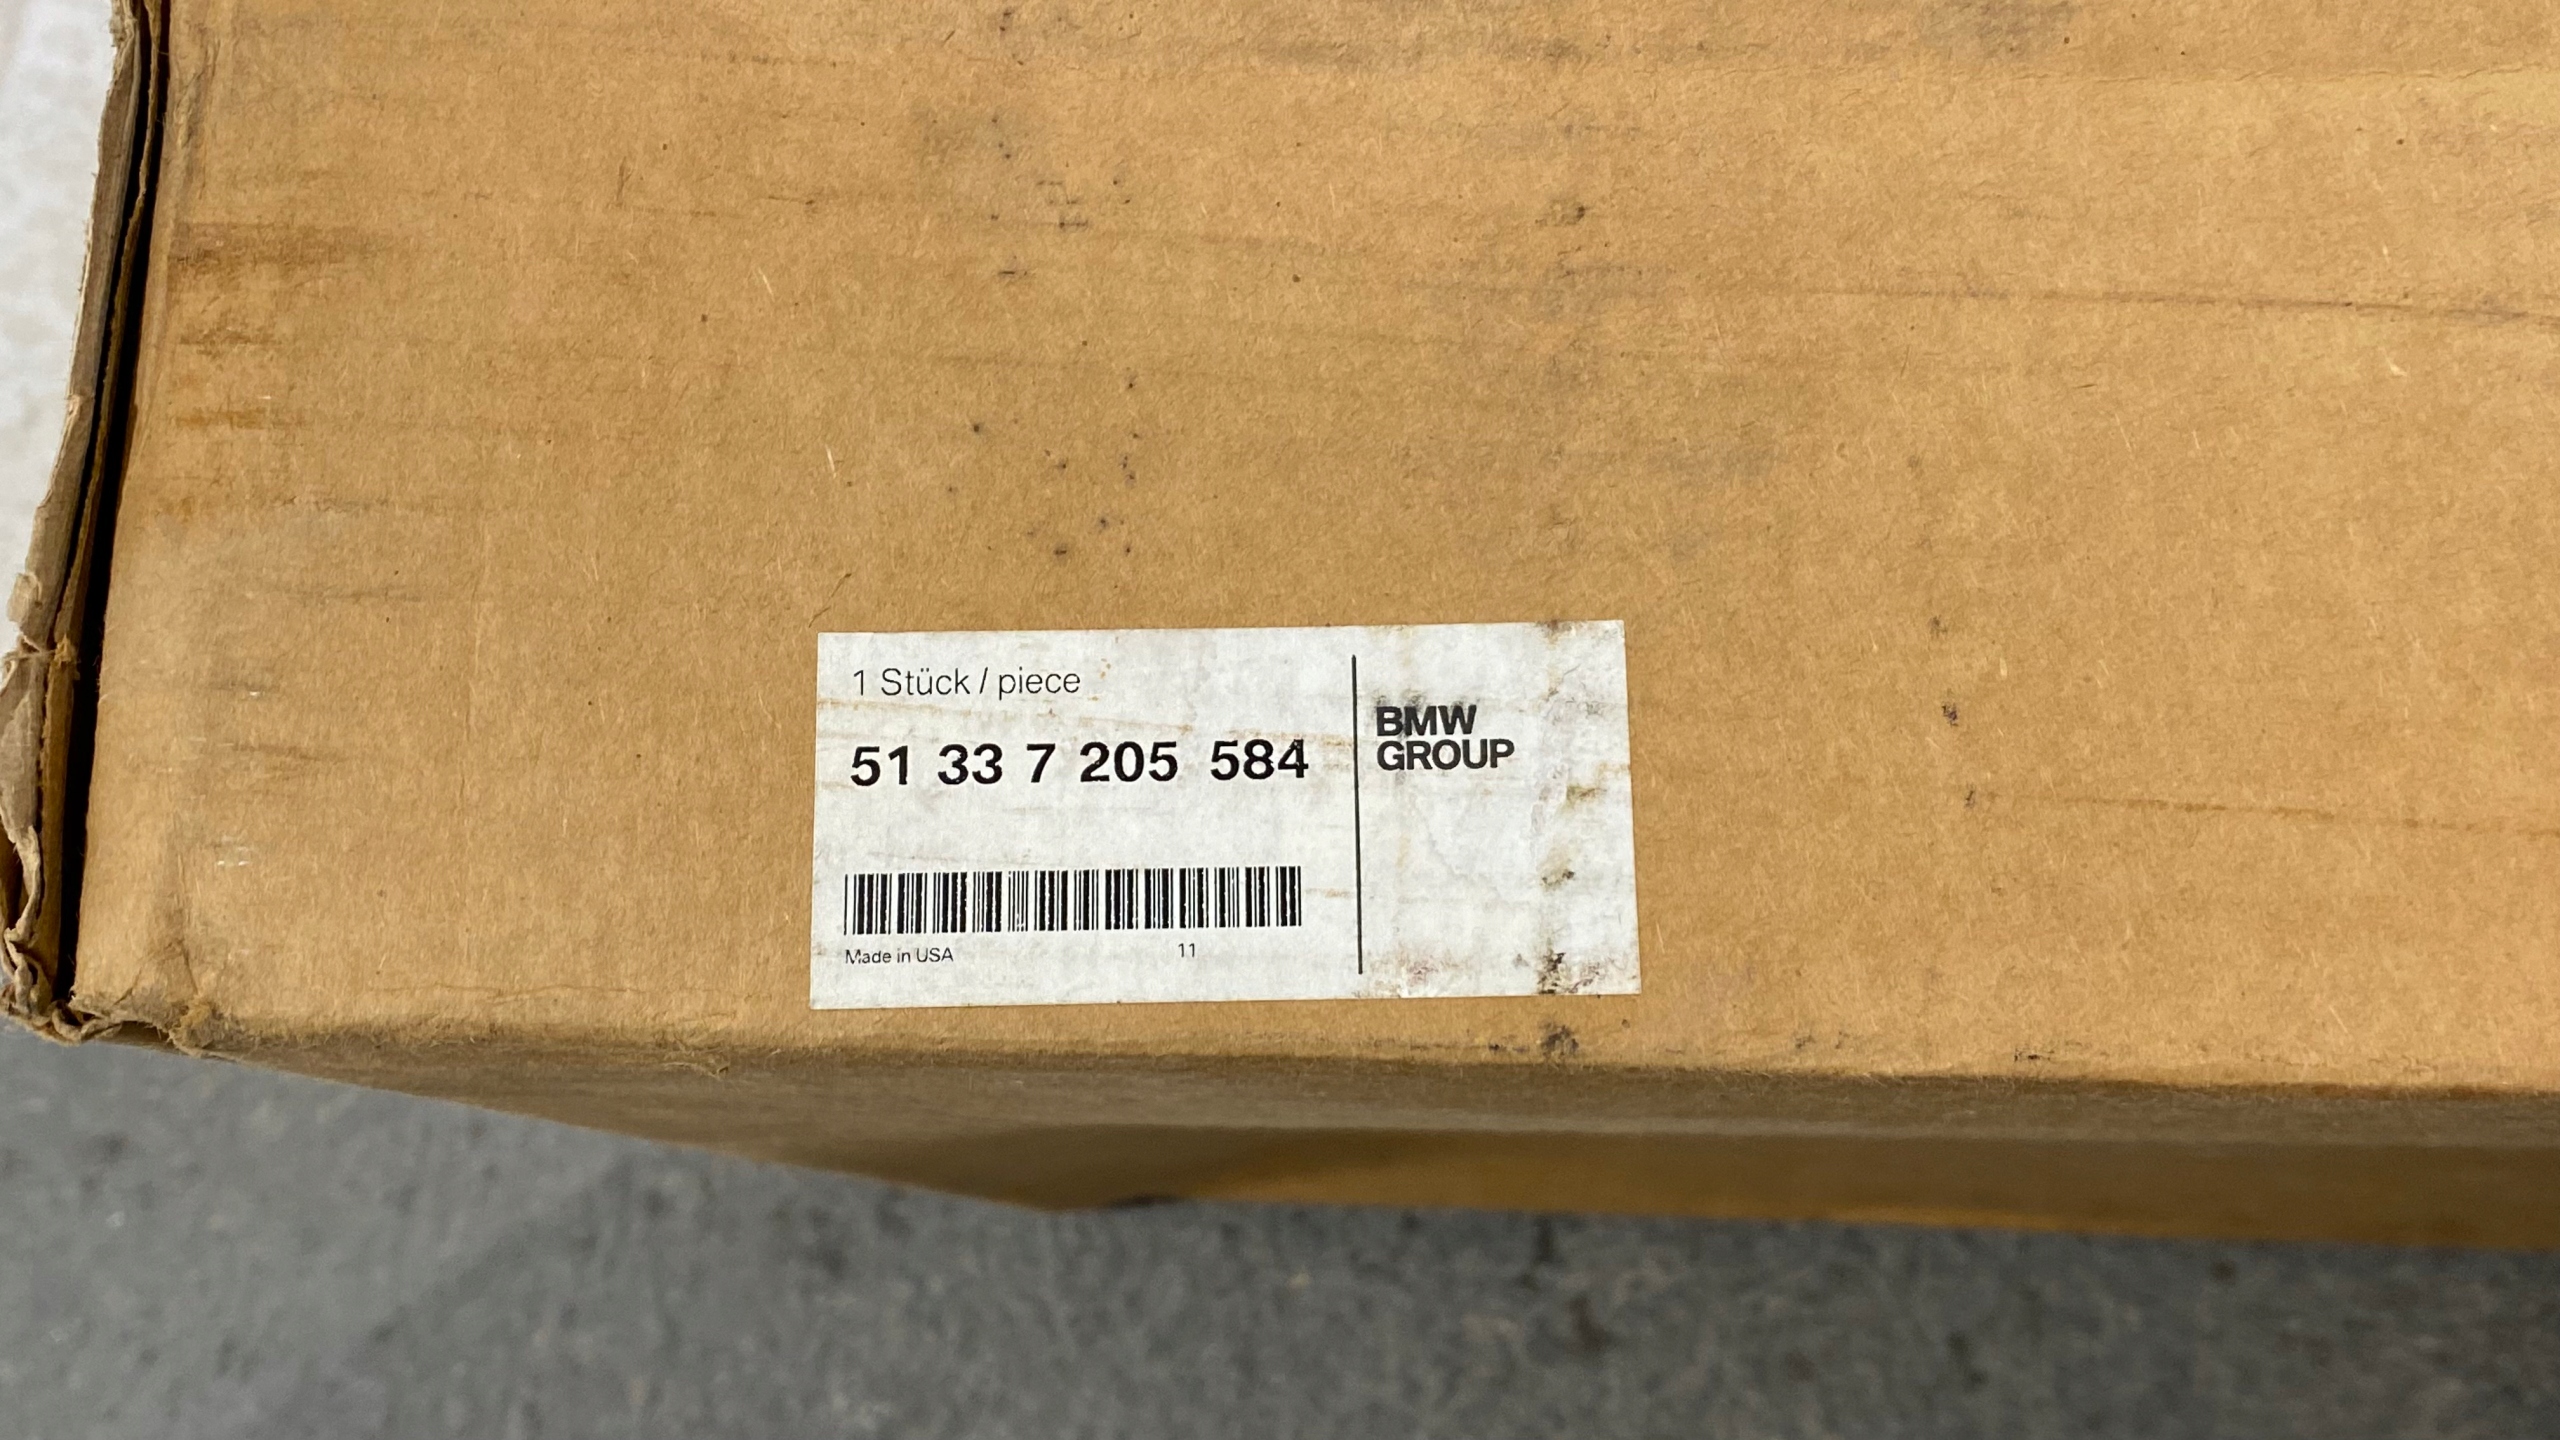 1 Stück / piece
51 33 7 205 584
BMW
GROUP
Made in USA
11